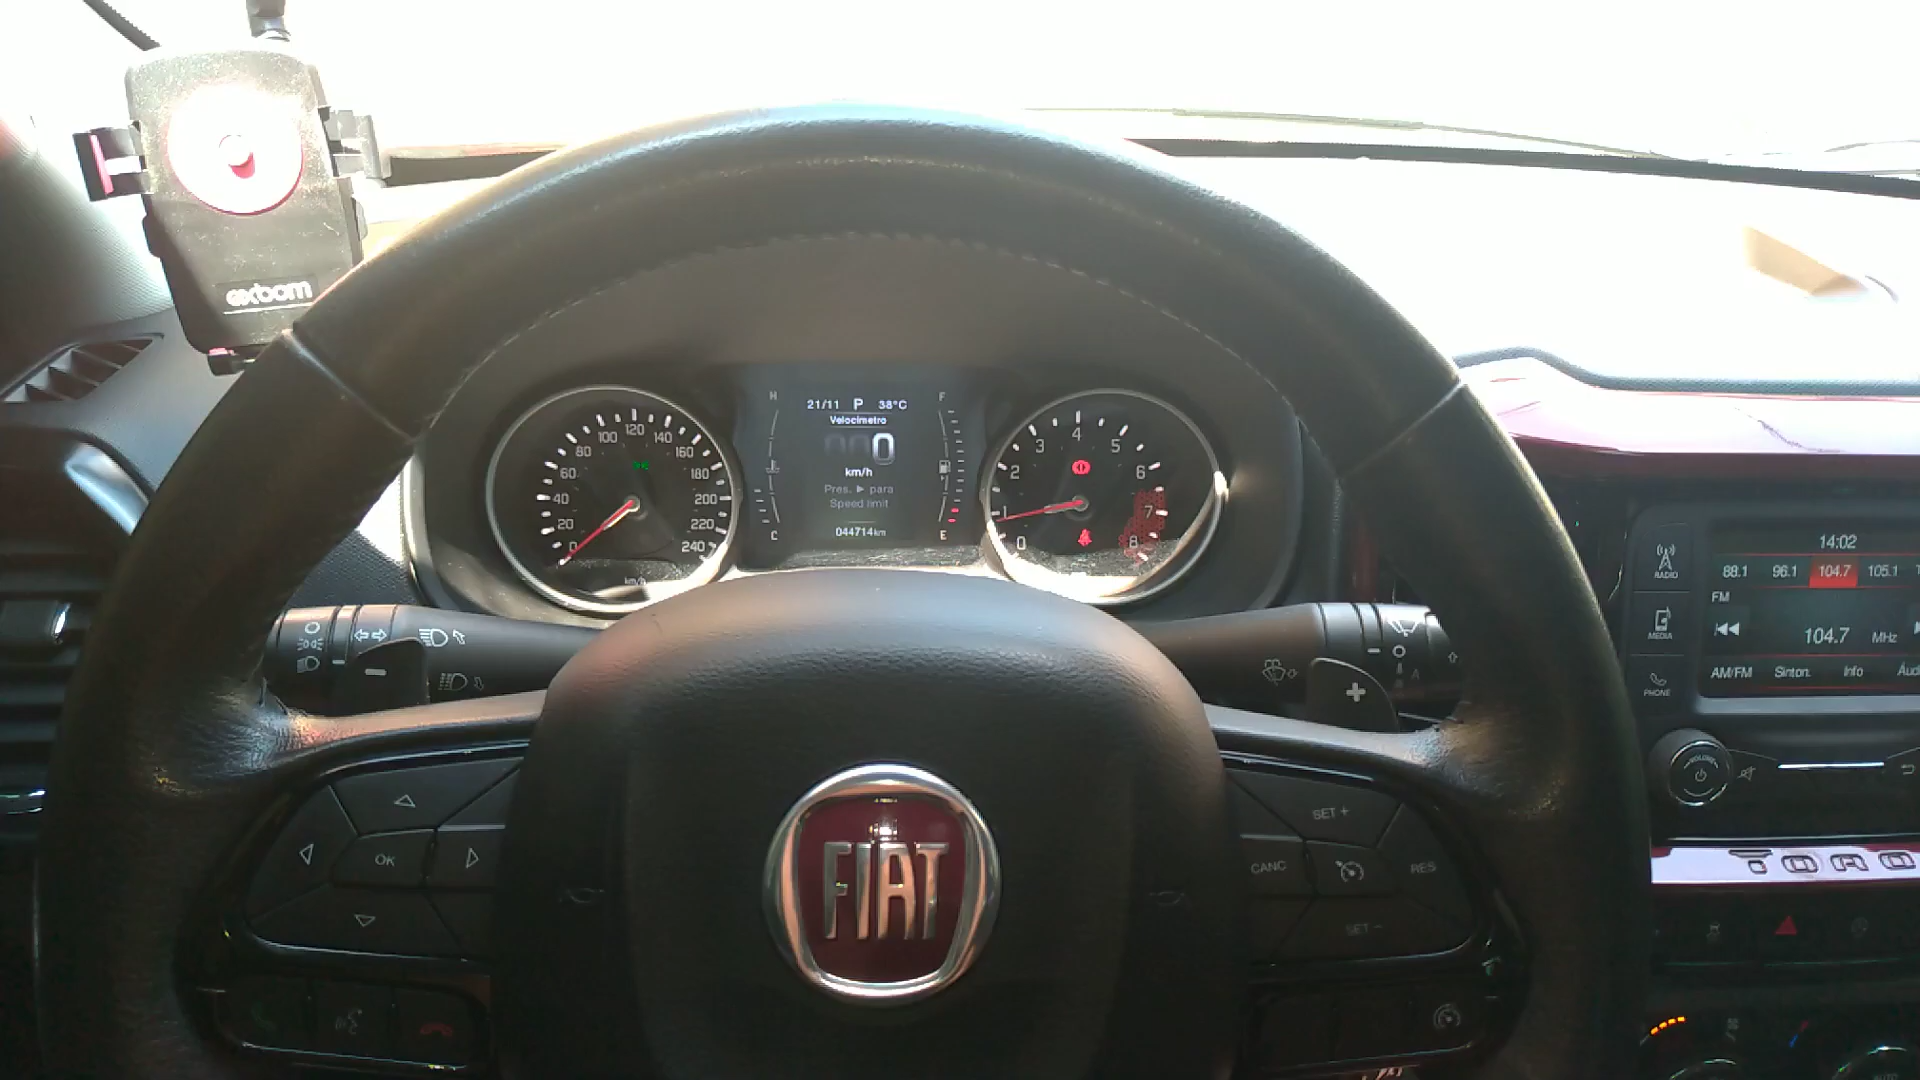 exbom
H
21/11 P 38°C
F
Velocímetro
0
km/h
Pres. ► para
Speed limit
044714km
C
E
0
20
40
60
80
100
120
140
160
180
200
220
240
km/h
0
1
2
3
4
5
6
7
8
14:02
RADIO
88.1 96.1 104.7 105.1
FM
MEDIA
104.7 MHz
PHONE
AM/FM Sinton. Info
VOLUME
A
OK
FIAT
SET +
CANC
RES
SET -
TORO
AUTO